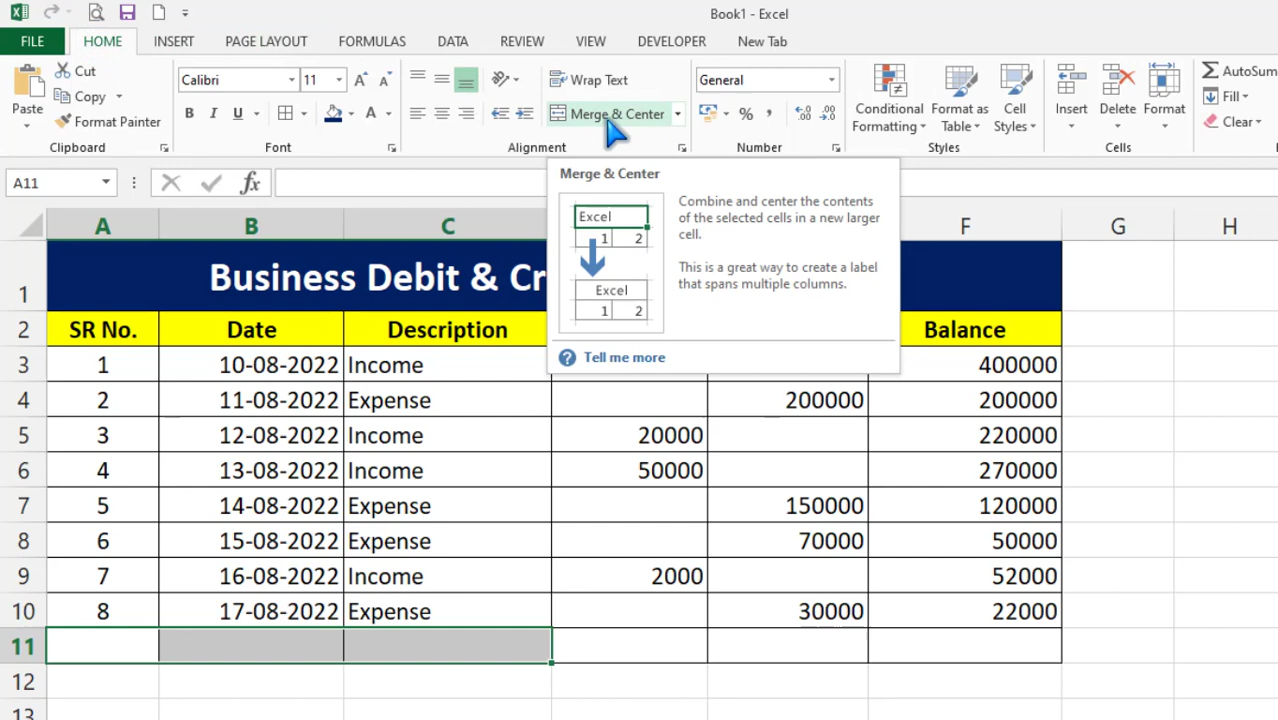 Book1 - Excel
FILE HOME INSERT PAGE LAYOUT FORMULAS DATA REVIEW VIEW DEVELOPER New Tab
Paste
Cut
Copy
Format Painter
Clipboard
Calibri 11
B I U A
Font
Wrap Text
Merge & Center
Alignment
General
%
Number
Conditional
Formatting
Format as
Table
Cell
Styles
Styles
Insert
Delete
Format
Cells
AutoSum
Fill
Clear
A11 fx
Merge & Center
Excel
1 2
Excel
1 2
Combine and center the contents
of the selected cells in a new larger
cell.
This is a great way to create a label
that spans multiple columns.
? Tell me more
A B C F G H
1 Business Debit & Cr
2 SR No. Date Description Balance
3 1 10-08-2022 Income 400000
4 2 11-08-2022 Expense 200000 200000
5 3 12-08-2022 Income 20000 220000
6 4 13-08-2022 Income 50000 270000
7 5 14-08-2022 Expense 150000 120000
8 6 15-08-2022 Expense 70000 50000
9 7 16-08-2022 Income 2000 52000
10 8 17-08-2022 Expense 30000 22000
11
12
13